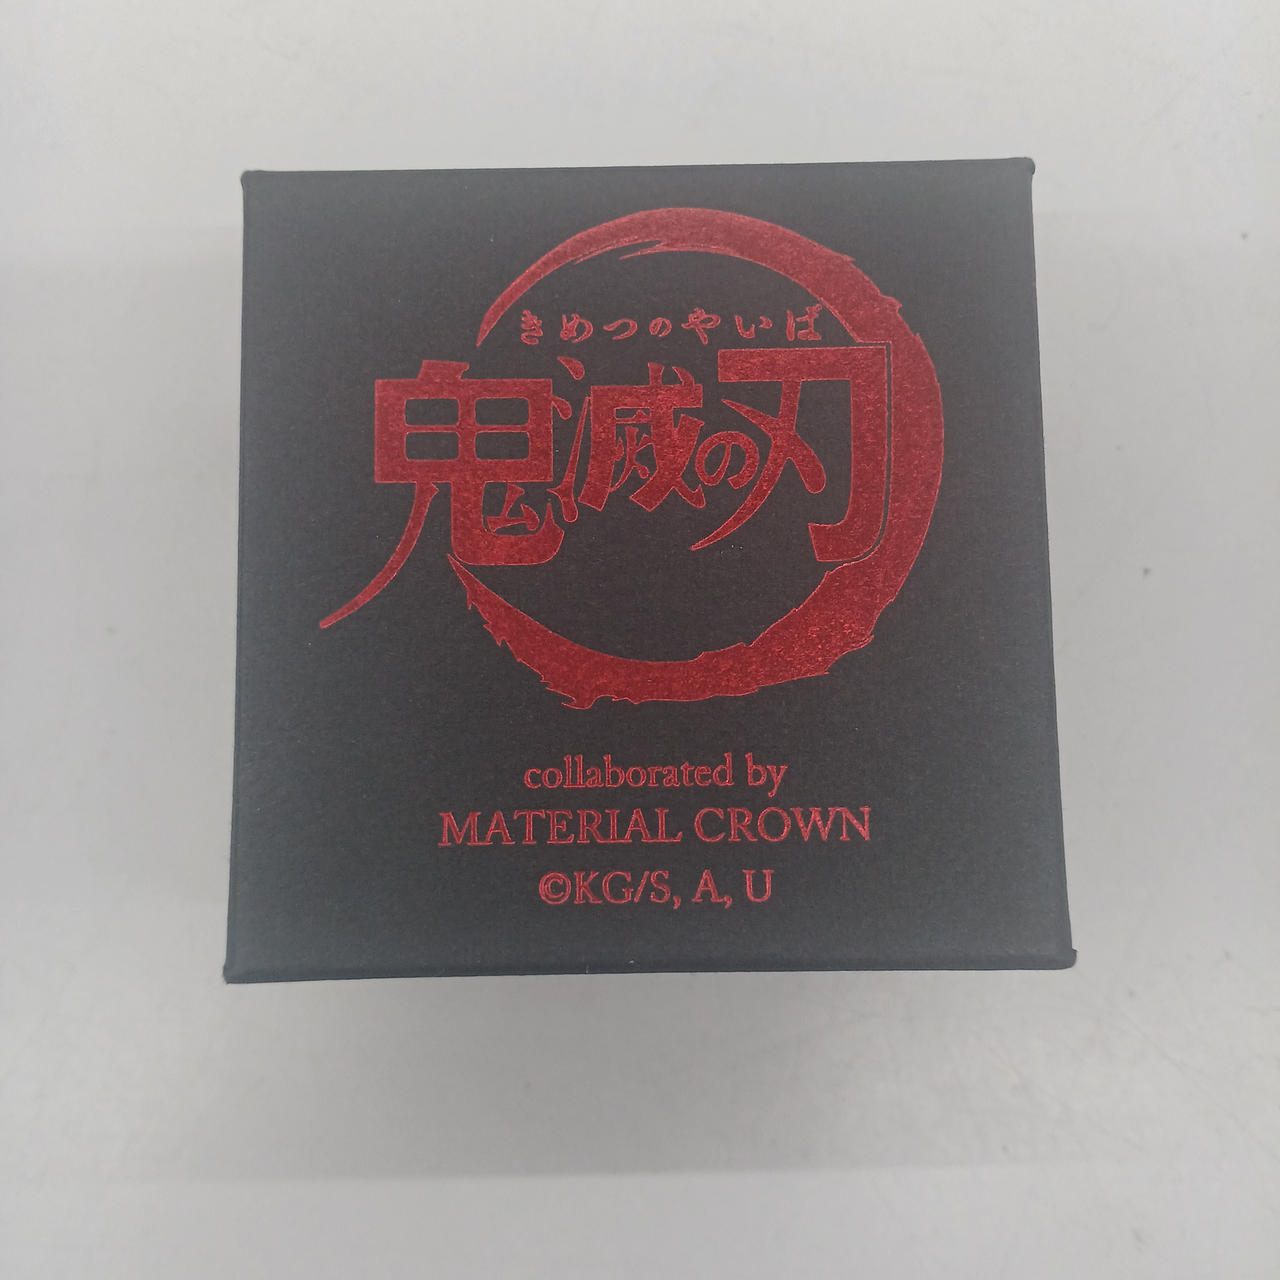 きめつのやいば
鬼滅の刃
collaborated by
MATERIAL CROWN
©KG/S, A, U